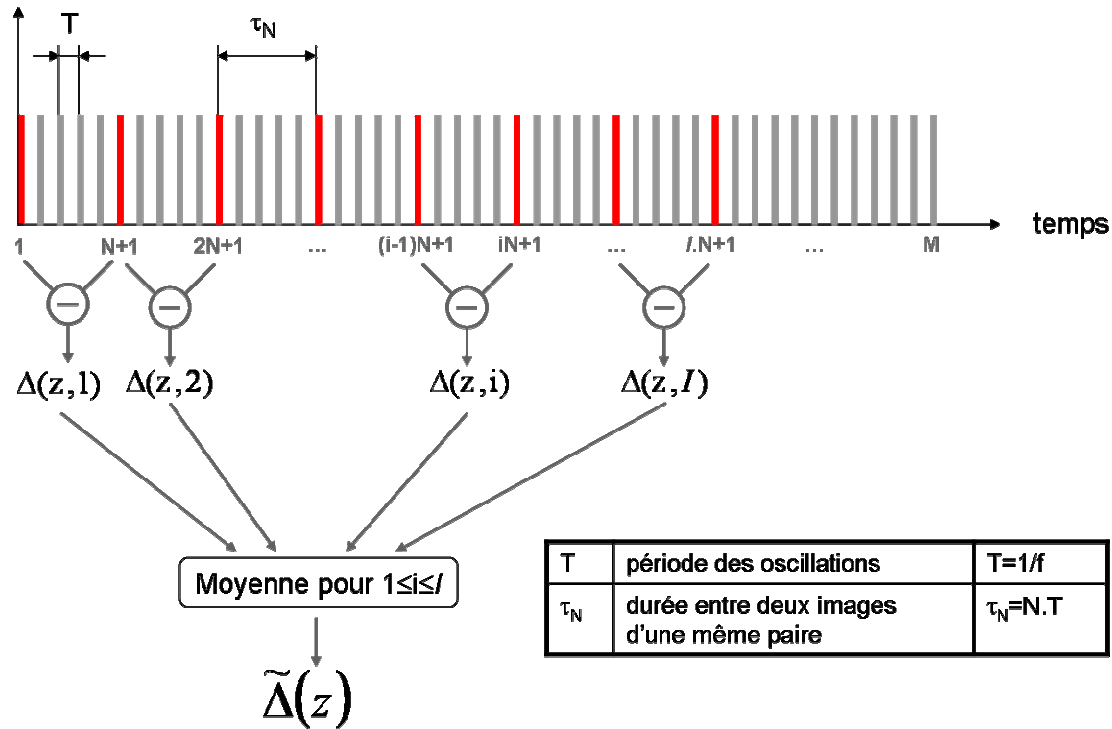 T τN
temps
1 N+1 2N+1 ... (i-1)N+1 iN+1 ... I.N+1 ... M
− − − −
Δ(z,1) Δ(z,2) Δ(z,i) Δ(z,I)
Moyenne pour 1≤i≤I
Δ̃(z)
T période des oscillations T=1/f
τN durée entre deux images τN=N.T
d'une même paire